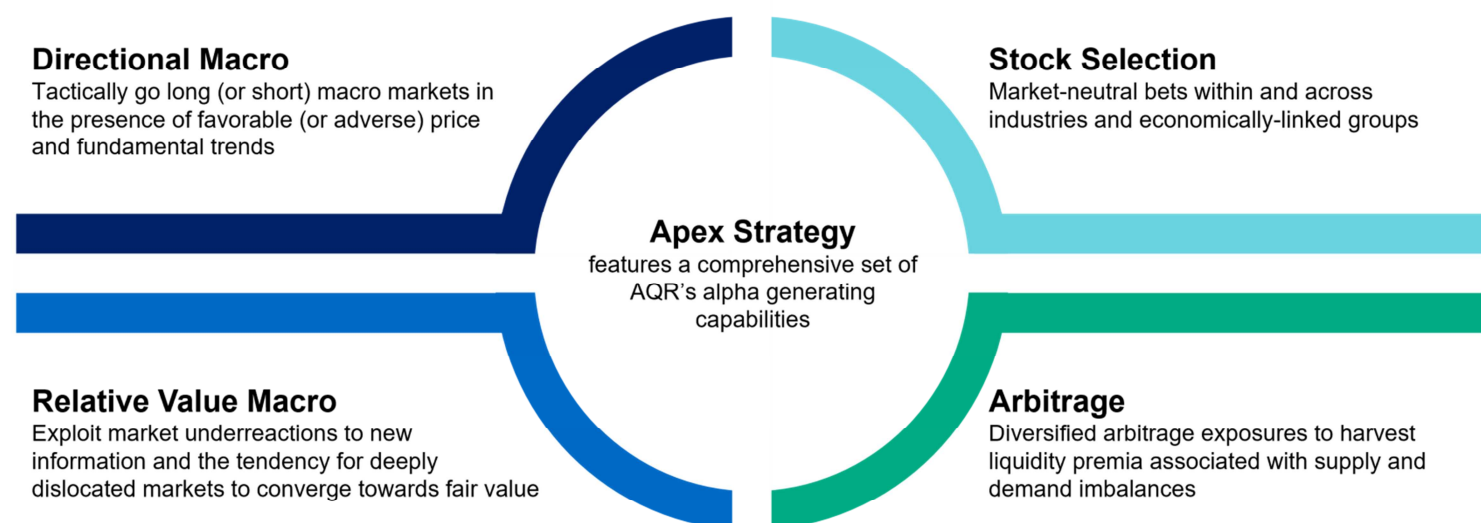 Directional Macro
Tactically go long (or short) macro markets in
the presence of favorable (or adverse) price
and fundamental trends
Stock Selection
Market-neutral bets within and across
industries and economically-linked groups
Apex Strategy
features a comprehensive set of
AQR's alpha generating
capabilities
Relative Value Macro
Exploit market underreactions to new
information and the tendency for deeply
dislocated markets to converge towards fair value
Arbitrage
Diversified arbitrage exposures to harvest
liquidity premia associated with supply and
demand imbalances